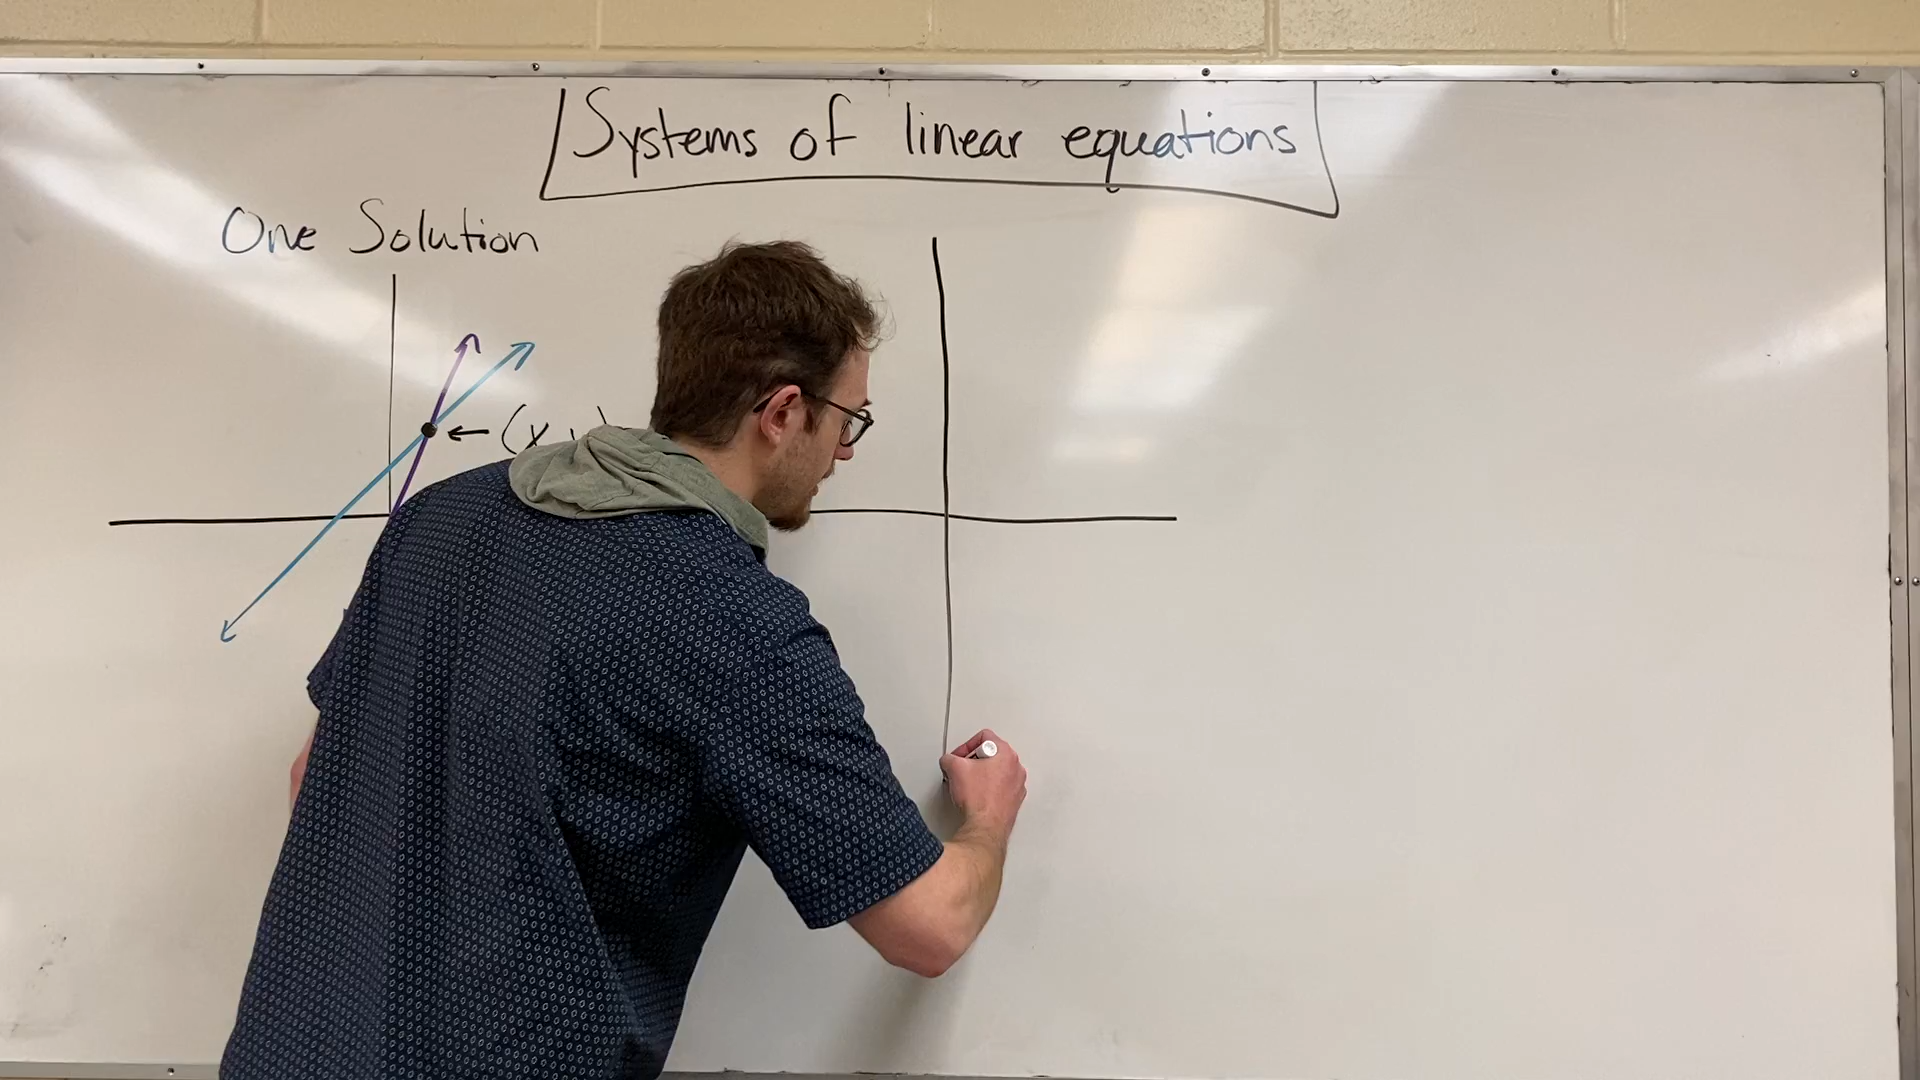 Systems of linear equations
One Solution
(x, y)